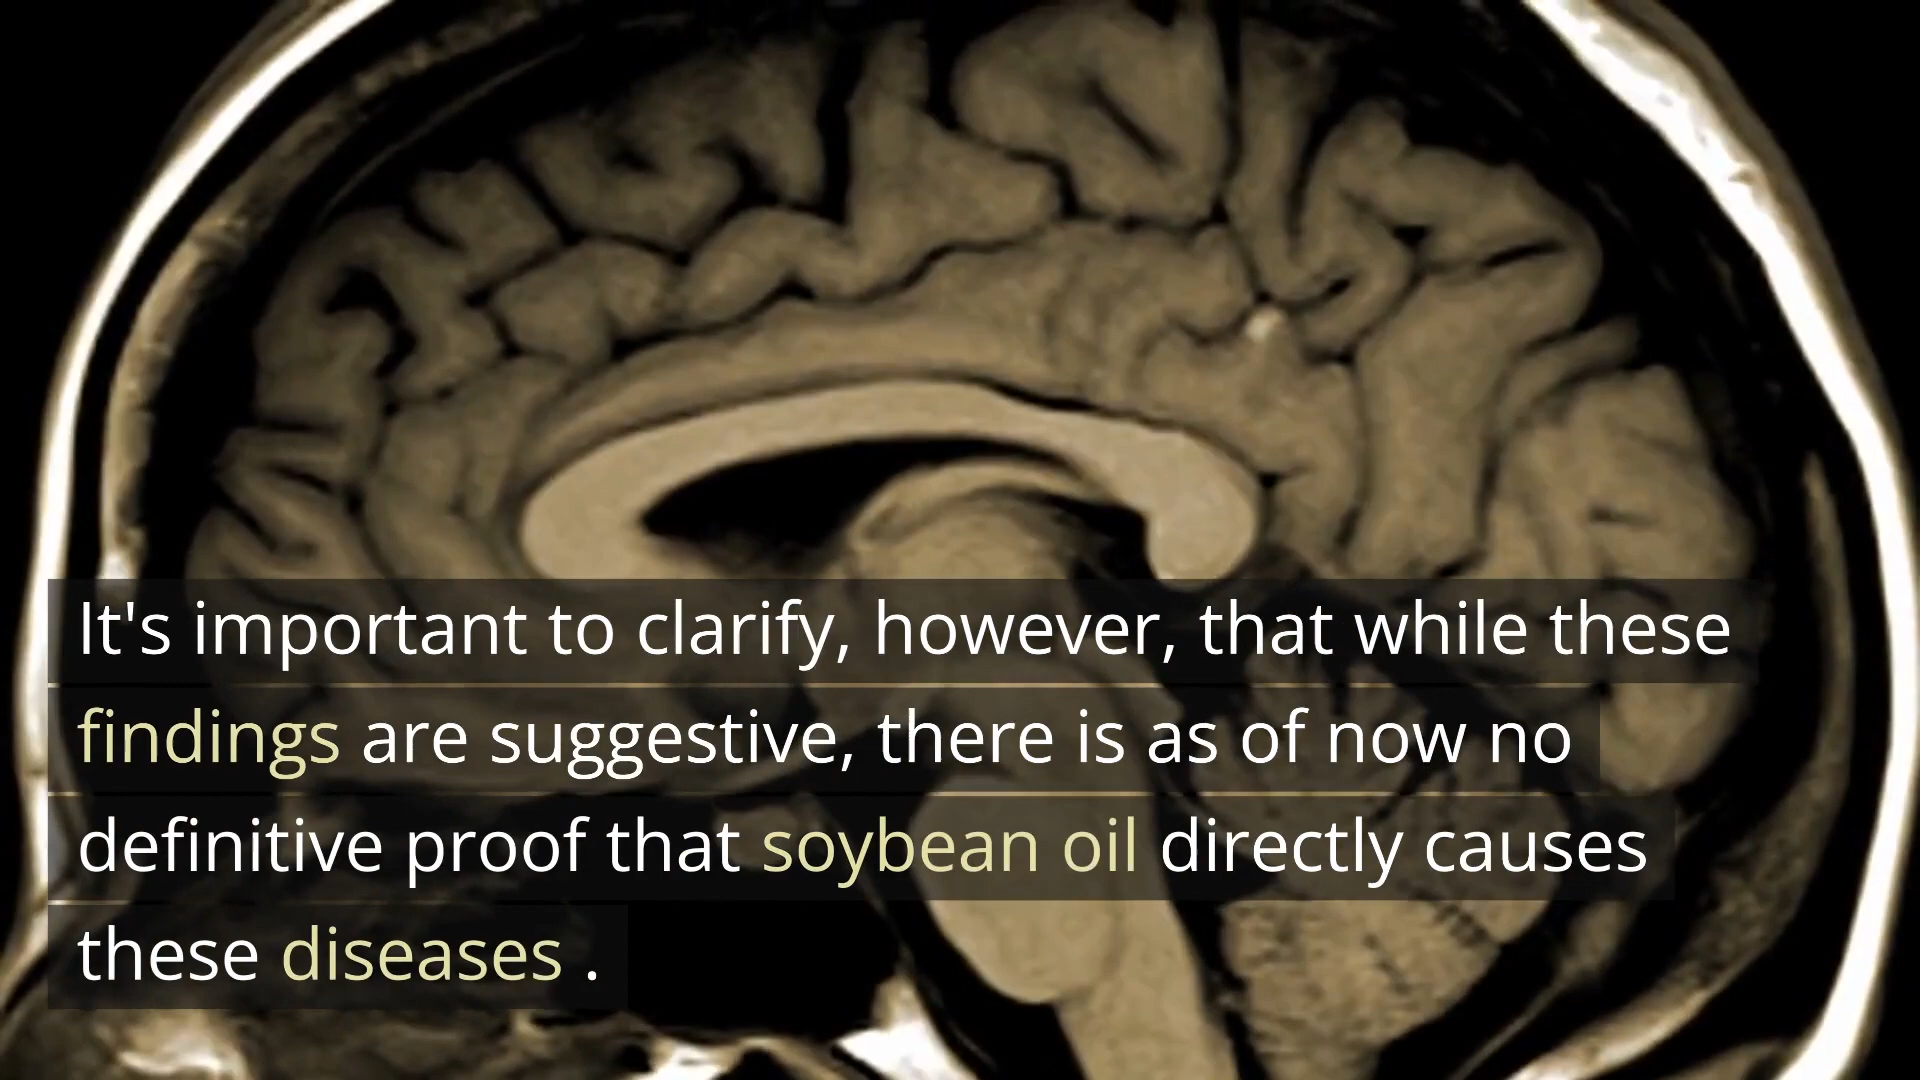 It's important to clarify, however, that while these
findings are suggestive, there is as of now no
definitive proof that soybean oil directly causes
these diseases .